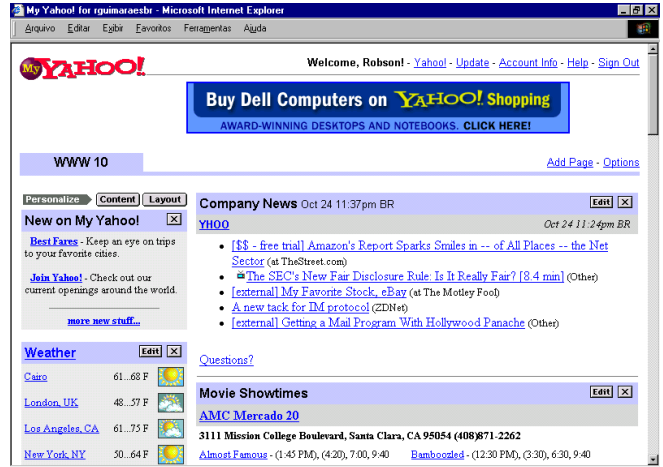 My Yahoo! for rguimaraesbr - Microsoft Internet Explorer
Arquivo Editar Exibir Favoritos Ferramentas Ajuda
My YAHOO!
Welcome, Robson! - Yahoo! - Update - Account Info - Help - Sign Out
Buy Dell Computers on YAHOO! Shopping
AWARD-WINNING DESKTOPS AND NOTEBOOKS. CLICK HERE!
WWW 10
Add Page - Options
Personalize Content Layout
New on My Yahoo! X
Best Fares - Keep an eye on trips
to your favorite cities.
Join Yahoo! - Check out our
current openings around the world.
more new stuff...
Weather Edit X
Cairo 61...68 F
London, UK 48...57 F
Los Angeles, CA 61...75 F
New York, NY 50...64 F
Company News Oct 24 11:37pm BR Edit X
YHOO Oct 24 11:24pm BR
• [$$ - free trial] Amazon's Report Sparks Smiles in -- of All Places -- the Net
Sector (at TheStreet.com)
• The SEC's New Fair Disclosure Rule: Is It Really Fair? [8.4 min] (Other)
• [external] My Favorite Stock, eBay (at The Motley Fool)
• A new tack for IM protocol (ZDNet)
• [external] Getting a Mail Program With Hollywood Panache (Other)
Questions?
Movie Showtimes Edit X
AMC Mercado 20
3111 Mission College Boulevard, Santa Clara, CA 95054 (408)871-2262
Almost Famous - (1:45 PM), (4:20), 7:00, 9:40 Bamboozled - (12:30 PM), (3:30), 6:30, 9:40